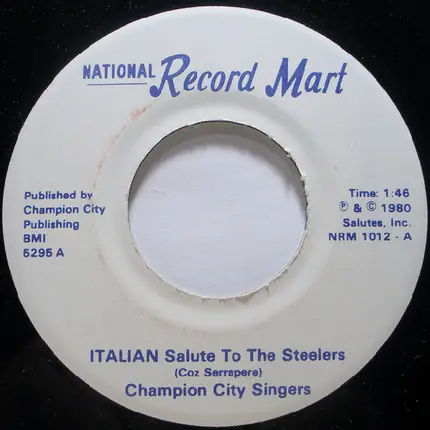 NATIONAL Record Mart
Published by
Champion City
Publishing
BMI
5295 A
Time: 1:46
Ⓟ & © 1980
Salutes, Inc.
NRM 1012 - A
ITALIAN Salute To The Steelers
(Coz Serrapere)
Champion City Singers